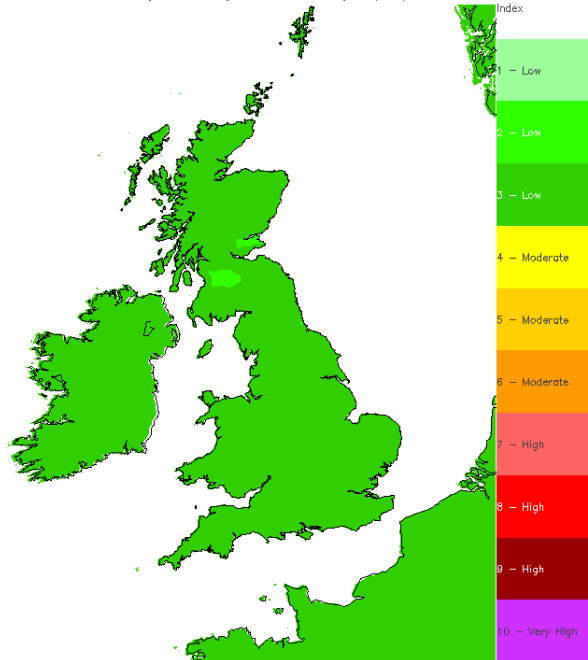 Index
1 - Low
2 - Low
3 - Low
4 - Moderate
5 - Moderate
6 - Moderate
7 - High
8 - High
9 - High
10 - Very High